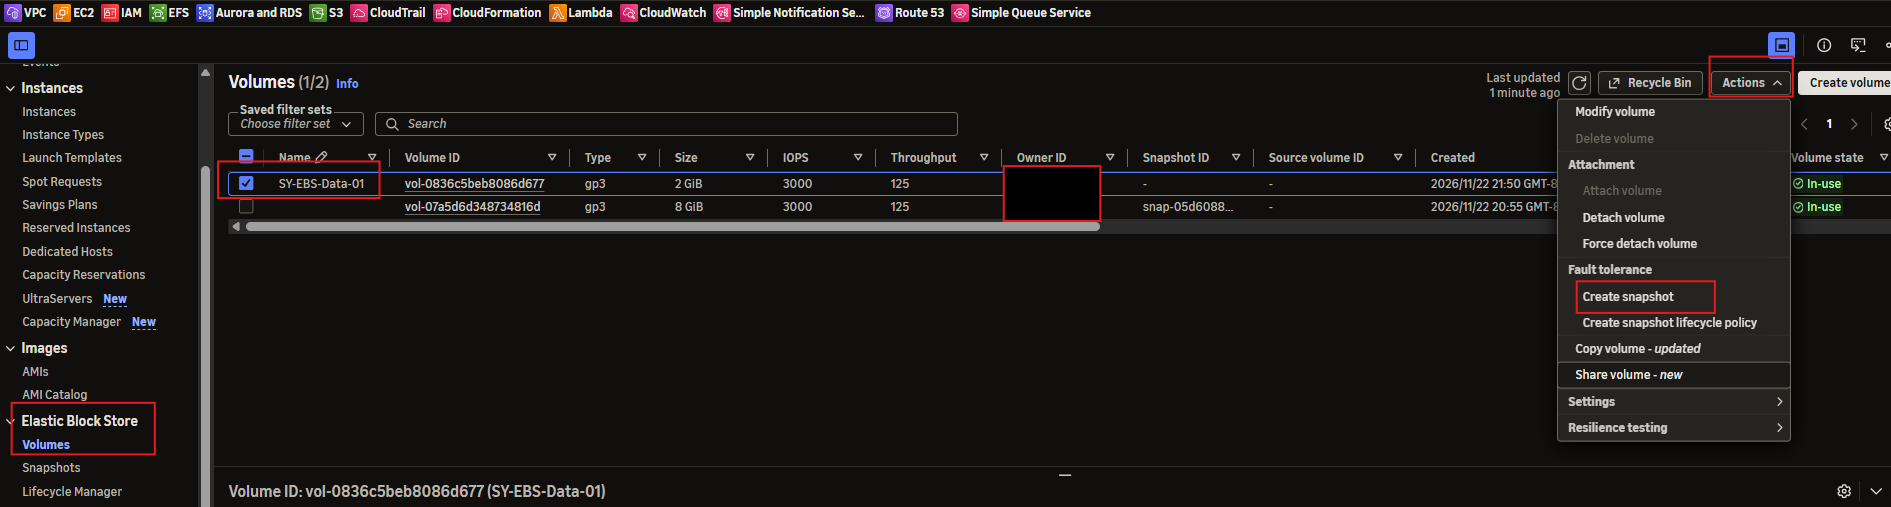 VPC EC2 IAM EFS Aurora and RDS S3 CloudTrail CloudFormation Lambda CloudWatch Simple Notification Se... Route 53 Simple Queue Service
Events
Instances
Instances
Instance Types
Launch Templates
Spot Requests
Savings Plans
Reserved Instances
Dedicated Hosts
Capacity Reservations
UltraServers New
Capacity Manager New
Images
AMIs
AMI Catalog
Elastic Block Store
Volumes
Snapshots
Lifecycle Manager
Volumes (1/2) Info
Last updated
1 minute ago
Recycle Bin
Actions
Create volume
Saved filter sets
Choose filter set
Search
1
Name Volume ID Type Size IOPS Throughput Owner ID Snapshot ID Source volume ID Created Volume state
SY-EBS-Data-01 vol-0836c5beb8086d677 gp3 2 GiB 3000 125 - - 2026/11/22 21:50 GMT-8 In-use
vol-07a5d6d348734816d gp3 8 GiB 3000 125 snap-05d6088... - 2026/11/22 20:55 GMT-8 In-use
Modify volume
Delete volume
Attachment
Attach volume
Detach volume
Force detach volume
Fault tolerance
Create snapshot
Create snapshot lifecycle policy
Copy volume - updated
Share volume - new
Settings
Resilience testing
Volume ID: vol-0836c5beb8086d677 (SY-EBS-Data-01)